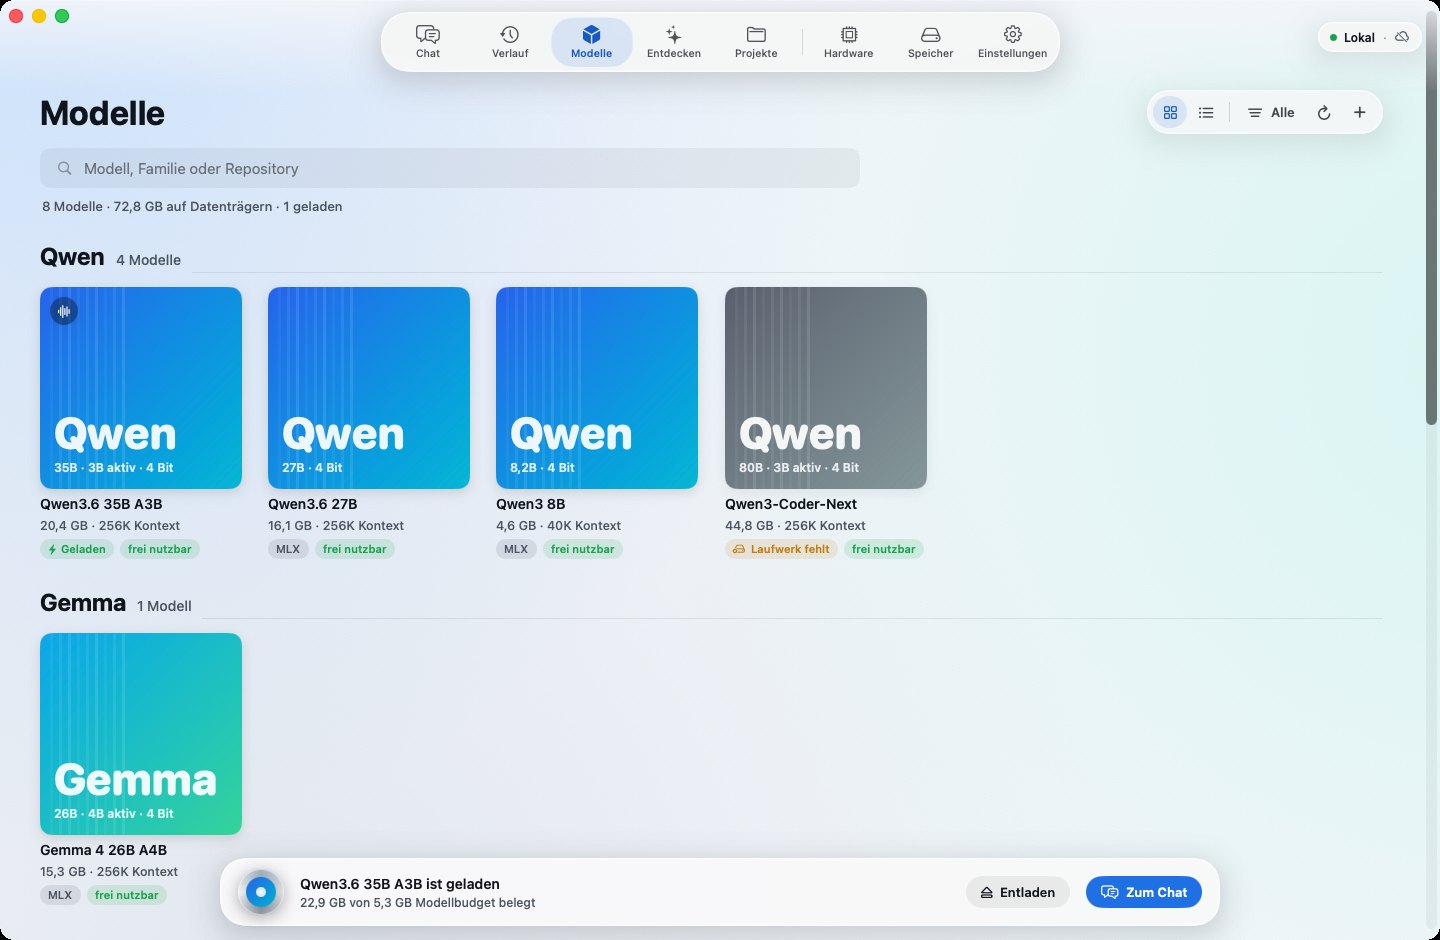 Chat
Verlauf
Modelle
Entdecken
Projekte
Hardware
Speicher
Einstellungen
Lokal ·
Modelle
Alle
Modell, Familie oder Repository
8 Modelle · 72,8 GB auf Datenträgern · 1 geladen
Qwen 4 Modelle
Qwen
35B · 3B aktiv · 4 Bit
Qwen3.6 35B A3B
20,4 GB · 256K Kontext
Geladen frei nutzbar
Qwen
27B · 4 Bit
Qwen3.6 27B
16,1 GB · 256K Kontext
MLX frei nutzbar
Qwen
8,2B · 4 Bit
Qwen3 8B
4,6 GB · 40K Kontext
MLX frei nutzbar
Qwen
80B · 3B aktiv · 4 Bit
Qwen3-Coder-Next
44,8 GB · 256K Kontext
Laufwerk fehlt frei nutzbar
Gemma 1 Modell
Gemma
26B · 4B aktiv · 4 Bit
Gemma 4 26B A4B
15,3 GB · 256K Kontext
MLX frei nutzbar
Qwen3.6 35B A3B ist geladen
22,9 GB von 5,3 GB Modellbudget belegt
Entladen
Zum Chat